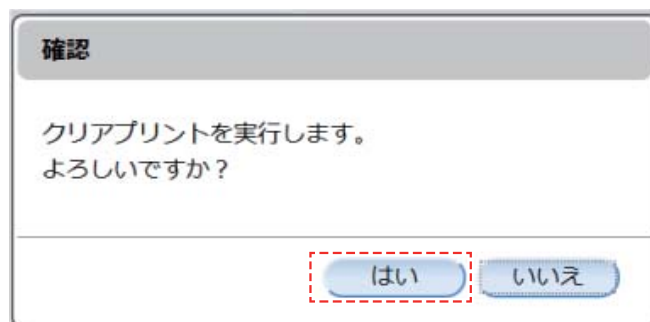 確認
クリアプリントを実行します。
よろしいですか？
はい
いいえ